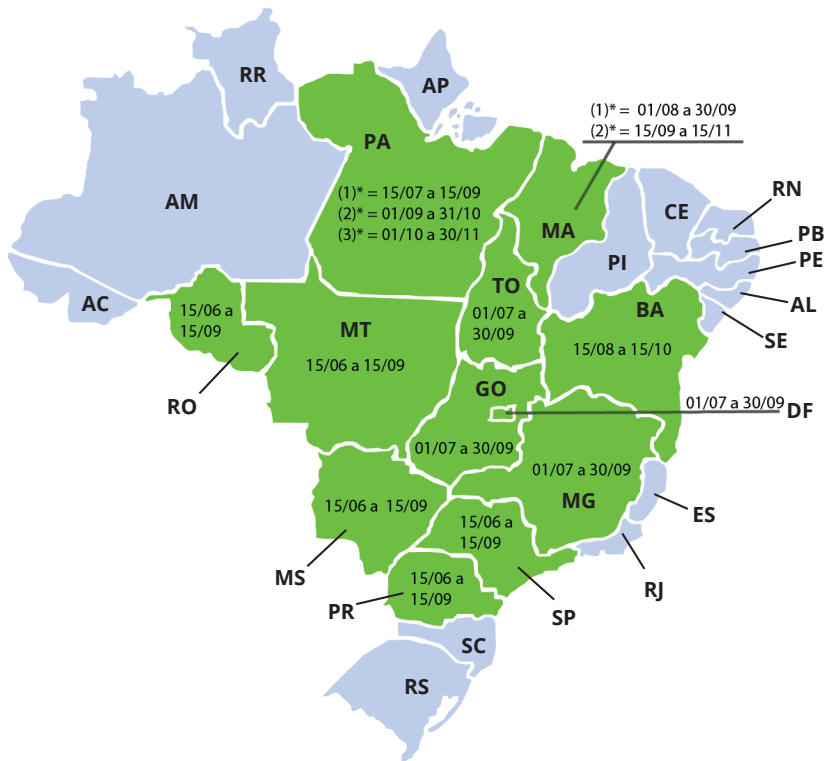 RR
AP
(1)* = 01/08 a 30/09
(2)* = 15/09 a 15/11
PA
(1)* = 15/07 a 15/09
(2)* = 01/09 a 31/10
(3)* = 01/10 a 30/11
AM
MA
CE
RN
PB
PE
PI
AL
SE
AC
TO
01/07 a
30/09
BA
15/08 a 15/10
15/06 a
15/09
RO
MT
15/06 a 15/09
GO
01/07 a 30/09
01/07 a 30/09
DF
01/07 a 30/09
MG
ES
15/06 a 15/09
MS
15/06 a
15/09
SP
RJ
15/06 a
15/09
PR
SC
RS